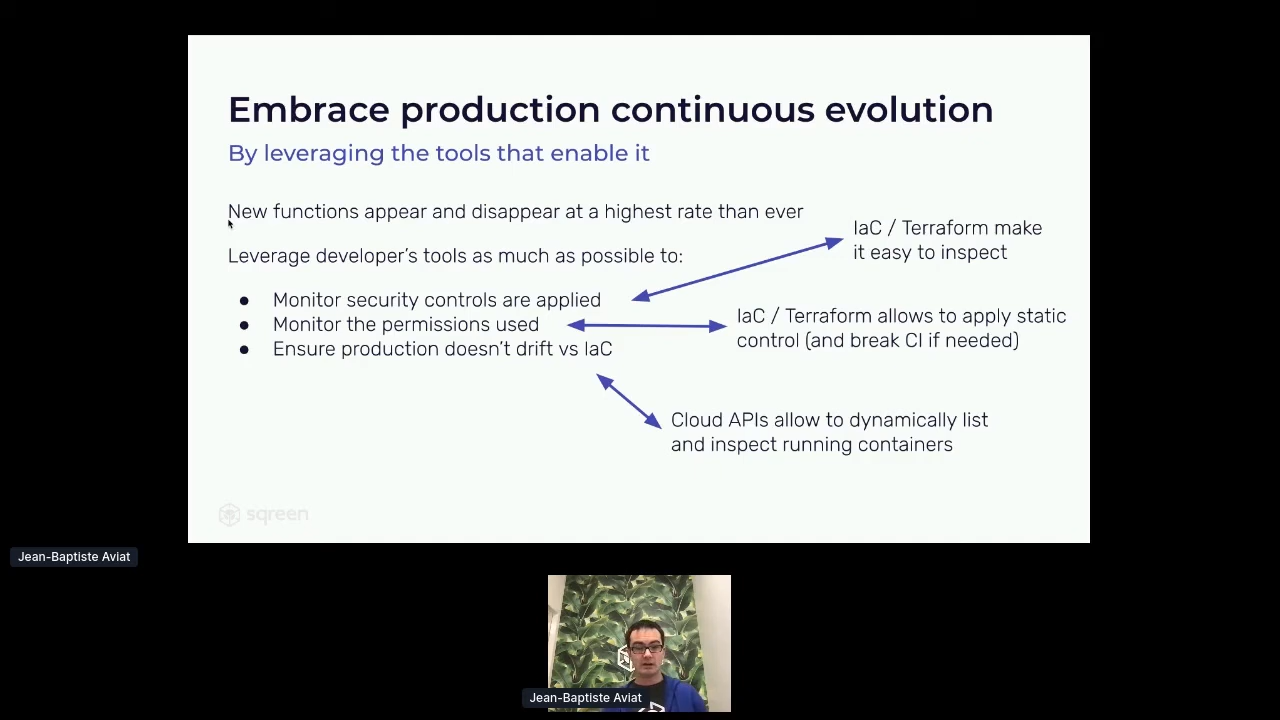 Embrace production continuous evolution
By leveraging the tools that enable it
New functions appear and disappear at a highest rate than ever
Leverage developer's tools as much as possible to:
● Monitor security controls are applied
● Monitor the permissions used
● Ensure production doesn't drift vs IaC
IaC / Terraform make
it easy to inspect
IaC / Terraform allows to apply static
control (and break CI if needed)
Cloud APIs allow to dynamically list
and inspect running containers
sqreen
Jean-Baptiste Aviat
Jean-Baptiste Aviat